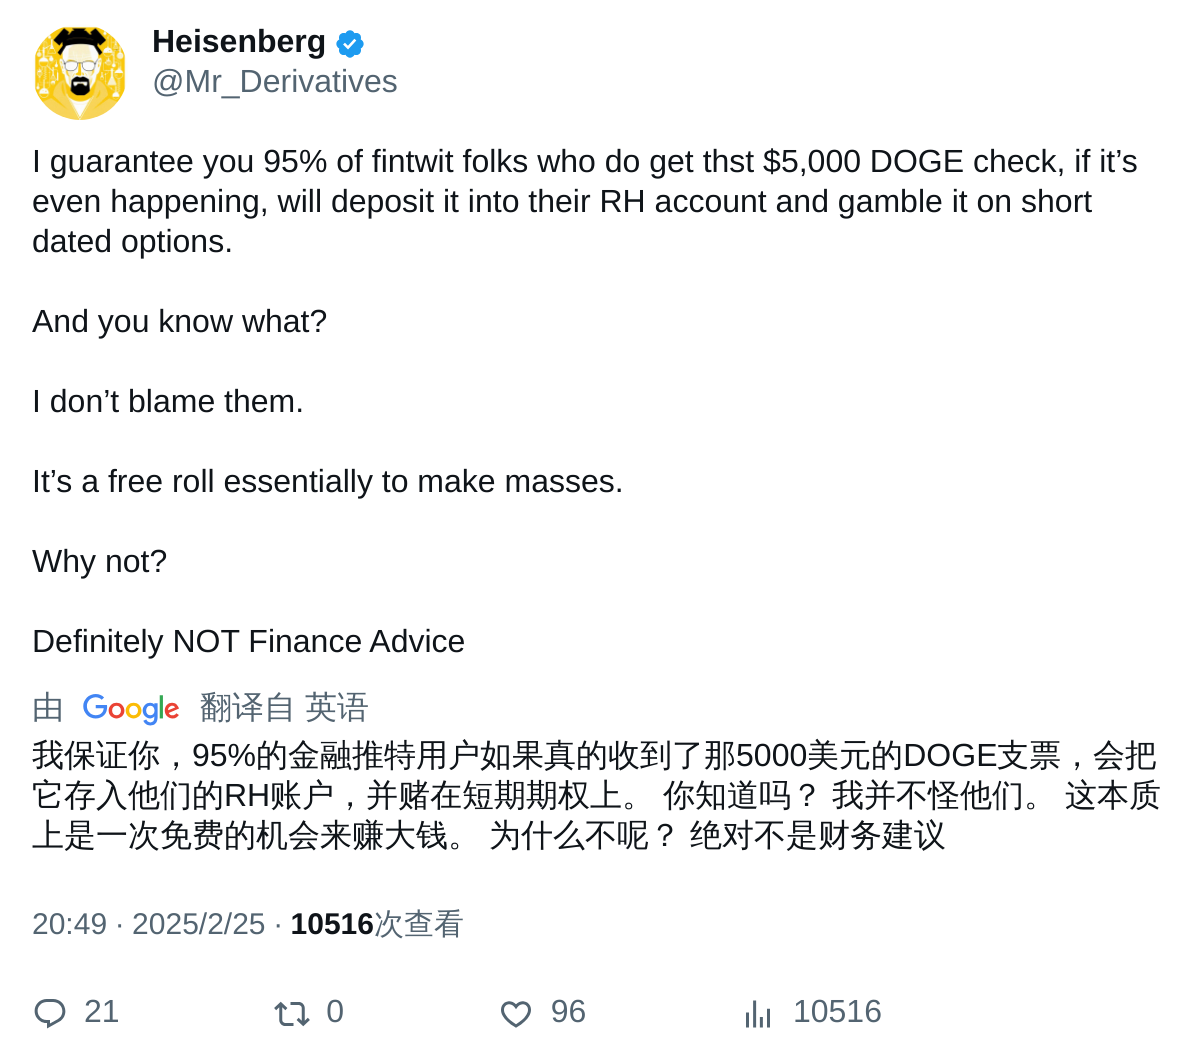 Heisenberg
@Mr_Derivatives
I guarantee you 95% of fintwit folks who do get thst $5,000 DOGE check, if it’s
even happening, will deposit it into their RH account and gamble it on short
dated options.
And you know what?
I don’t blame them.
It’s a free roll essentially to make masses.
Why not?
Definitely NOT Finance Advice
由 Google 翻译自 英语
我保证你，95%的金融推特用户如果真的收到了那5000美元的DOGE支票，会把
它存入他们的RH账户，并赌在短期期权上。 你知道吗？ 我并不怪他们。 这本质
上是一次免费的机会来赚大钱。 为什么不呢？ 绝对不是财务建议
20:49 · 2025/2/25 · 10516次查看
21 0 96 10516